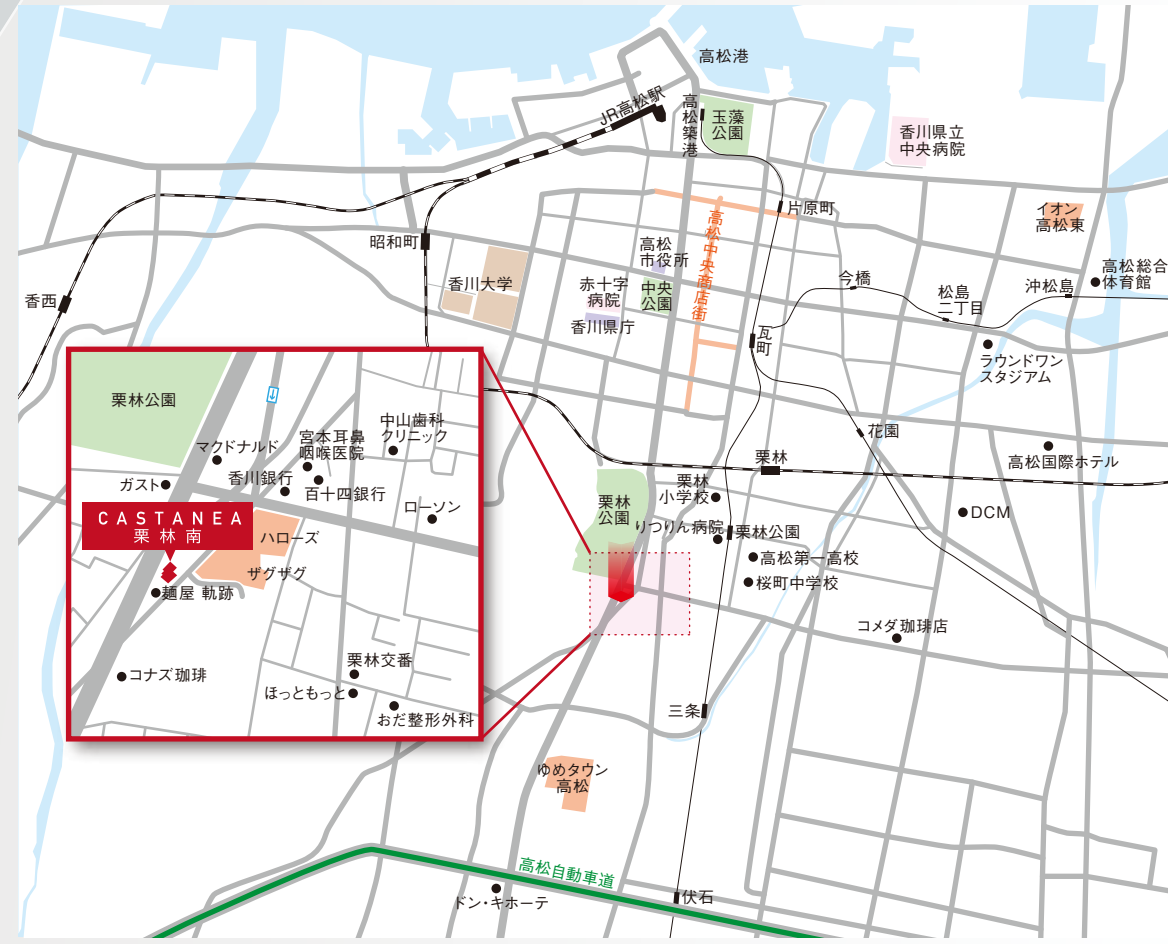 高松港
JR高松駅
高松築港
玉藻
公園
香川県立
中央病院
片原町
イオン
高松東
昭和町
高松
市役所
高松中央商店街
香川大学
赤十字
病院
中央
公園
香川県庁
今橋
松島
二丁目
沖松島
高松総合
体育館
香西
瓦町
ラウンドワン
スタジアム
花園
高松国際ホテル
栗林
栗林
小学校
栗林
公園
りつりん病院
栗林公園
DCM
高松第一高校
桜町中学校
コメダ珈琲店
三条
ゆめタウン
高松
高松自動車道
ドン・キホーテ
伏石
栗林公園
マクドナルド
宮本耳鼻
咽喉医院
中山歯科
クリニック
ガスト
香川銀行
百十四銀行
ローソン
CASTANEA
栗林南
ハローズ
ザグザグ
麺屋 軌跡
コナズ珈琲
栗林交番
ほっともっと
おだ整形外科